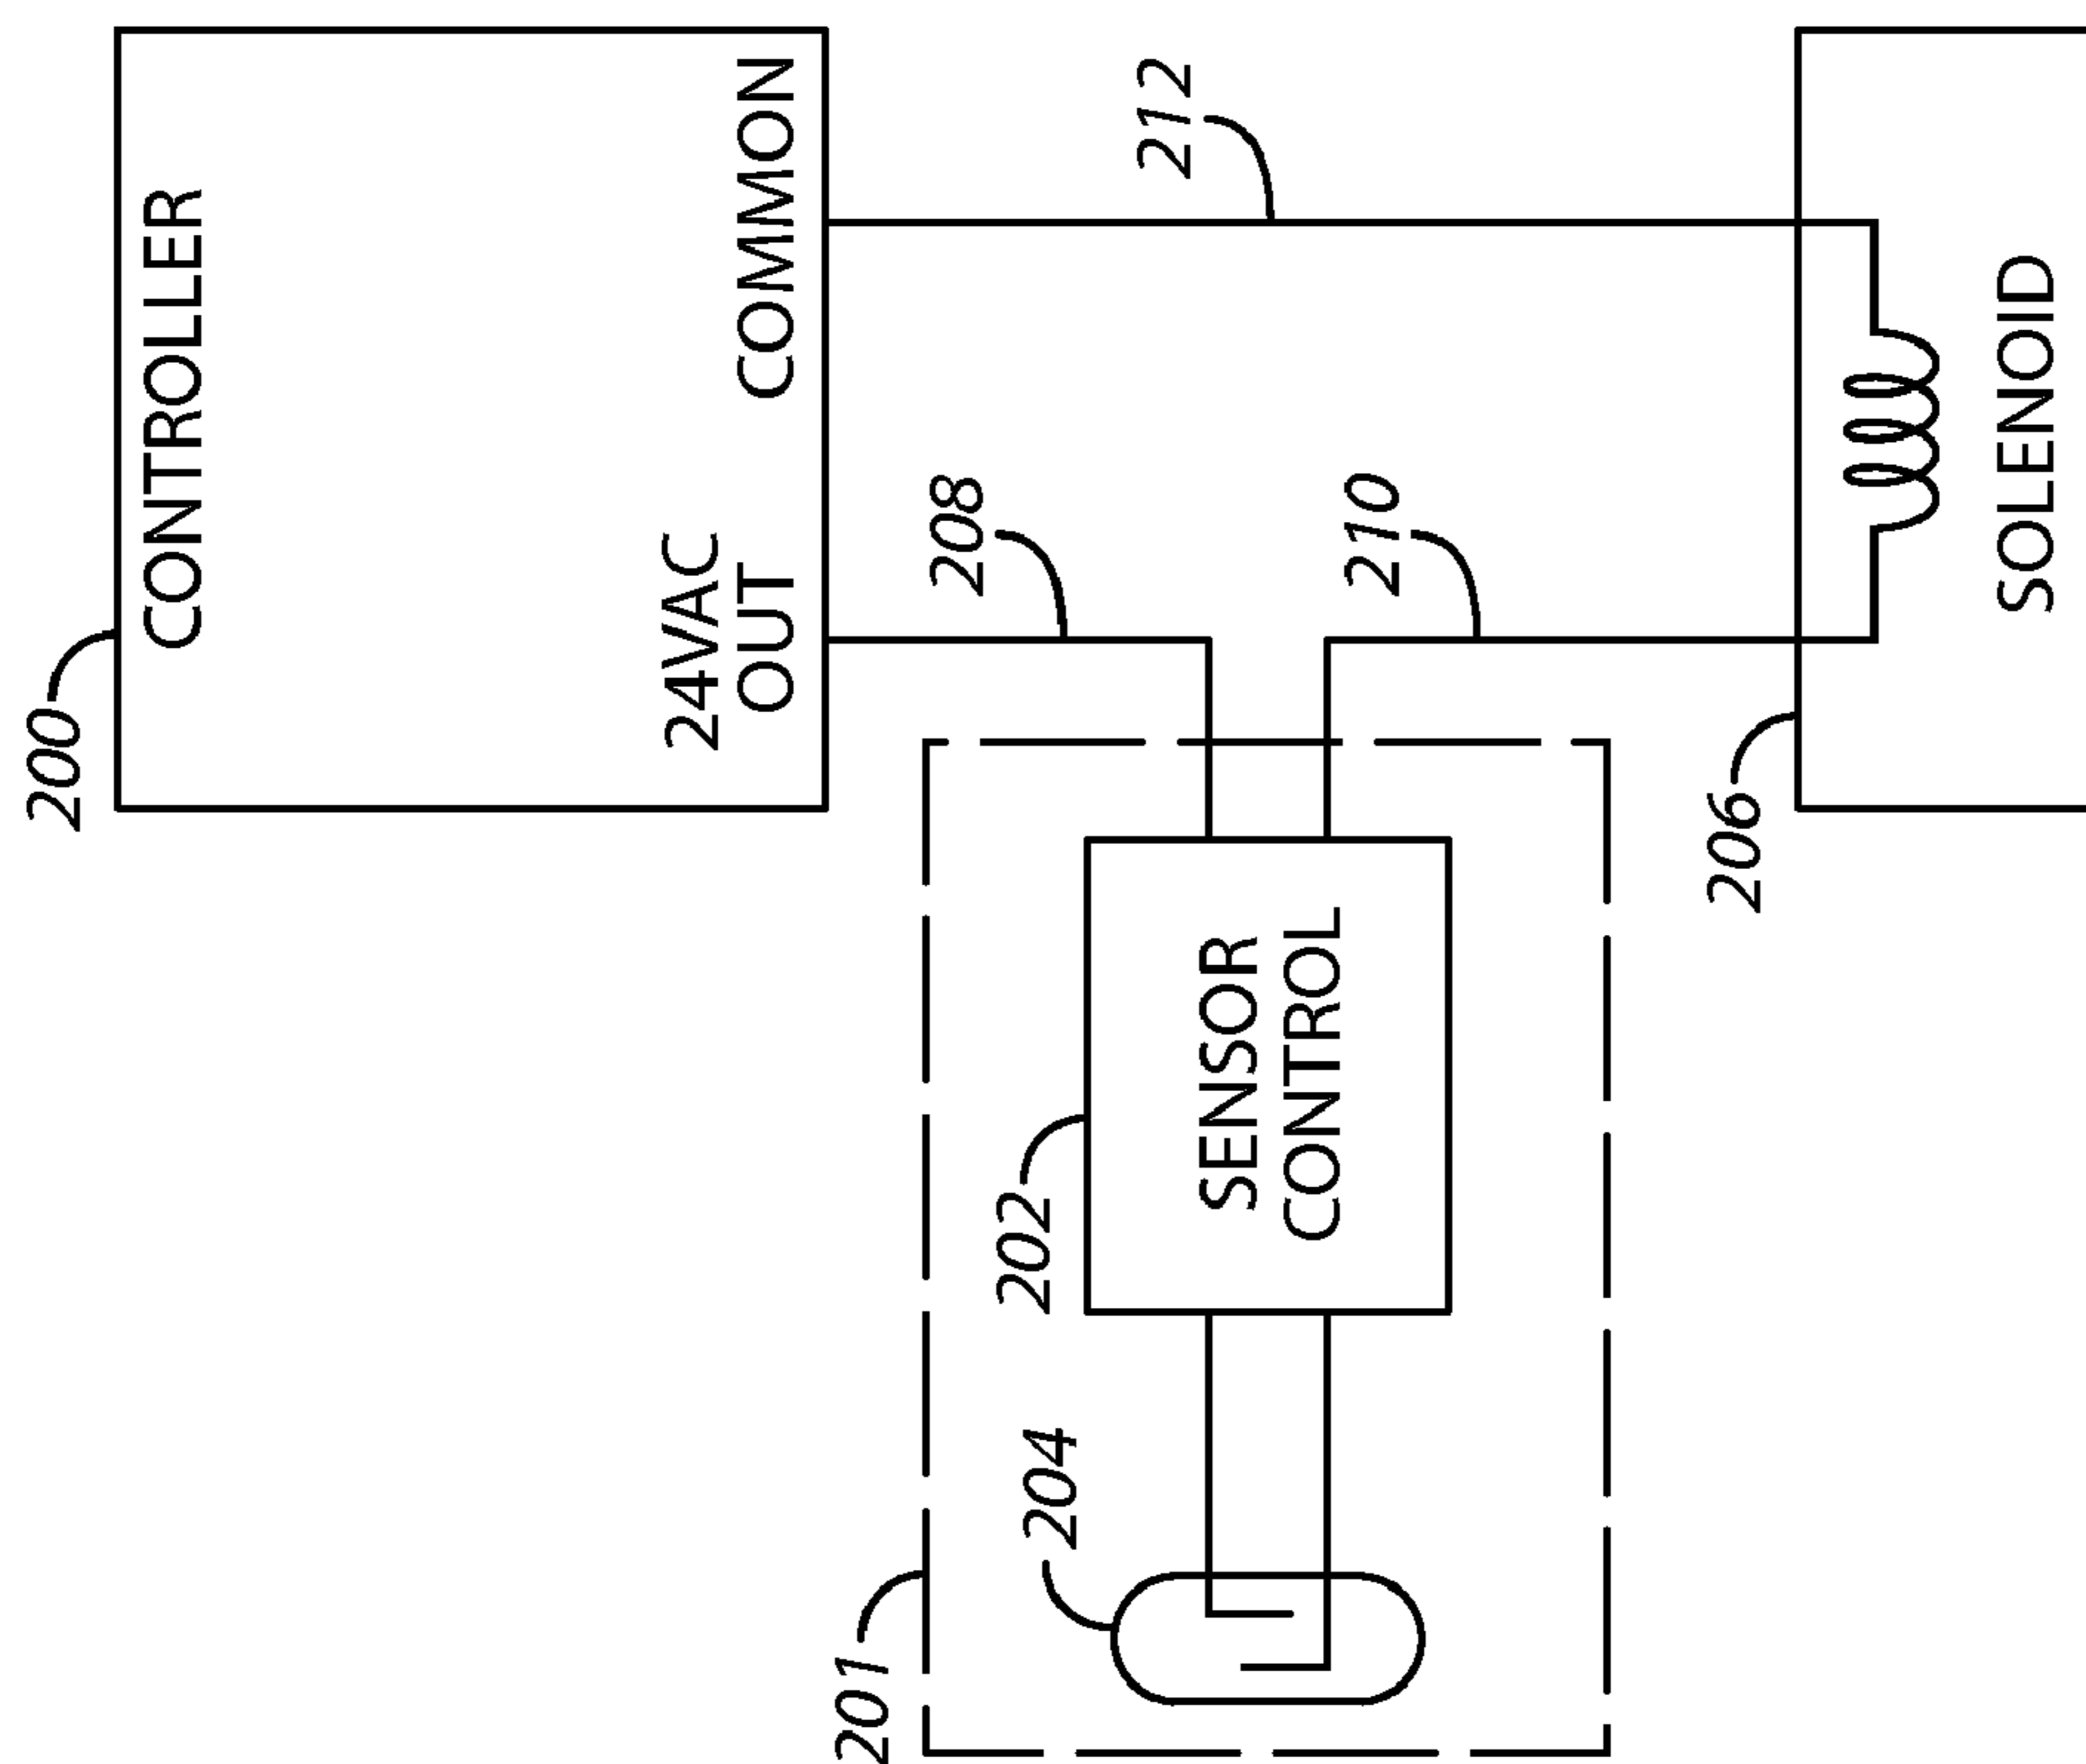 200
CONTROLLER
24VAC
OUT
COMMON
208
212
201
204
202
SENSOR
CONTROL
210
206
SOLENOID